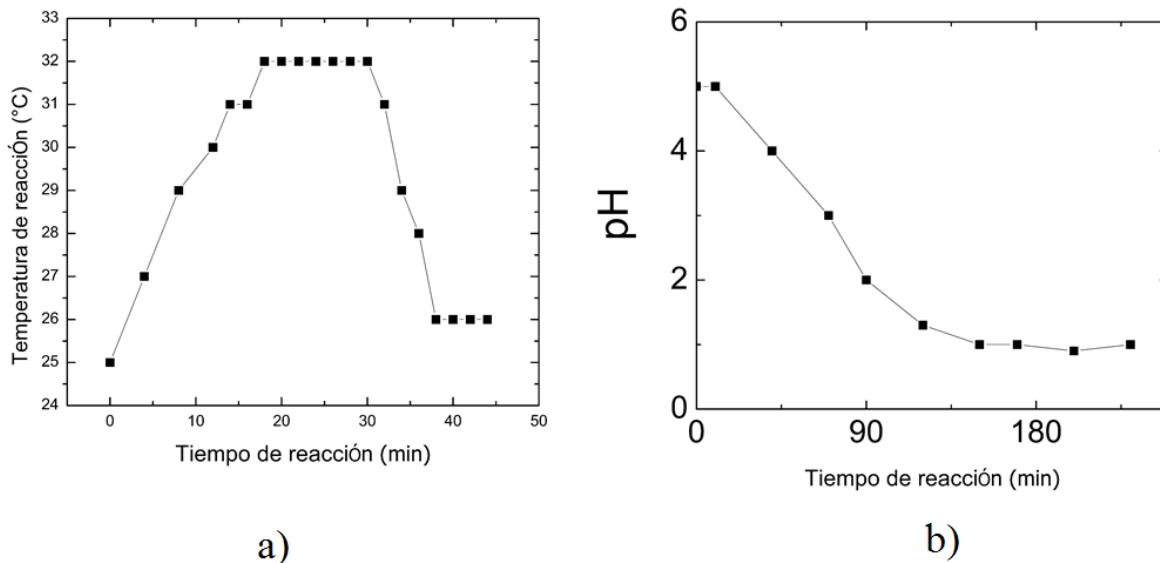 33
32
31
30
29
28
27
26
25
24
Temperatura de reacciÓn (°C)
0 10 20 30 40 50
Tiempo de reacción (min)
a)
6
4
2
0
pH
0 90 180
Tiempo de reacción (min)
b)